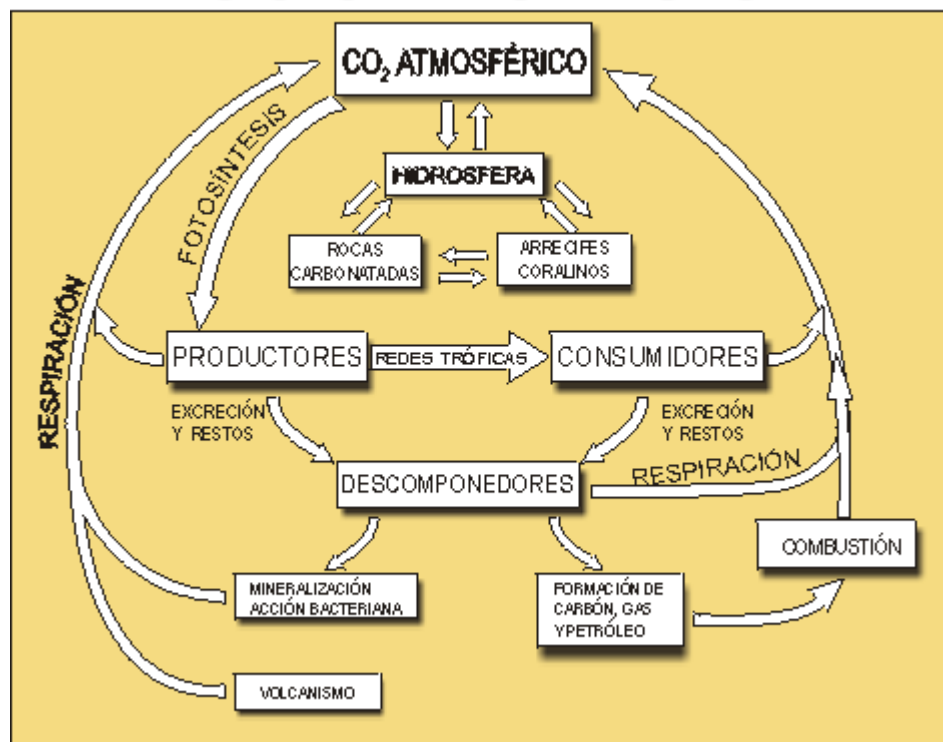 CO₂ ATMOSFÉRICO
FOTOSÍNTESIS
HIDROSFERA
ROCAS
CARBONATADAS
ARRECIFES
CORALINOS
RESPIRACIÓN
PRODUCTORES
REDES TRÓFICAS
CONSUMIDORES
EXCRECIÓN
Y RESTOS
EXCRECIÓN
Y RESTOS
DESCOMPONEDORES
RESPIRACIÓN
COMBUSTIÓN
MINERALIZACIÓN
ACCIÓN BACTERIANA
FORMACIÓN DE
CARBÓN, GAS
YPETRÓLEO
VOLCANISMO